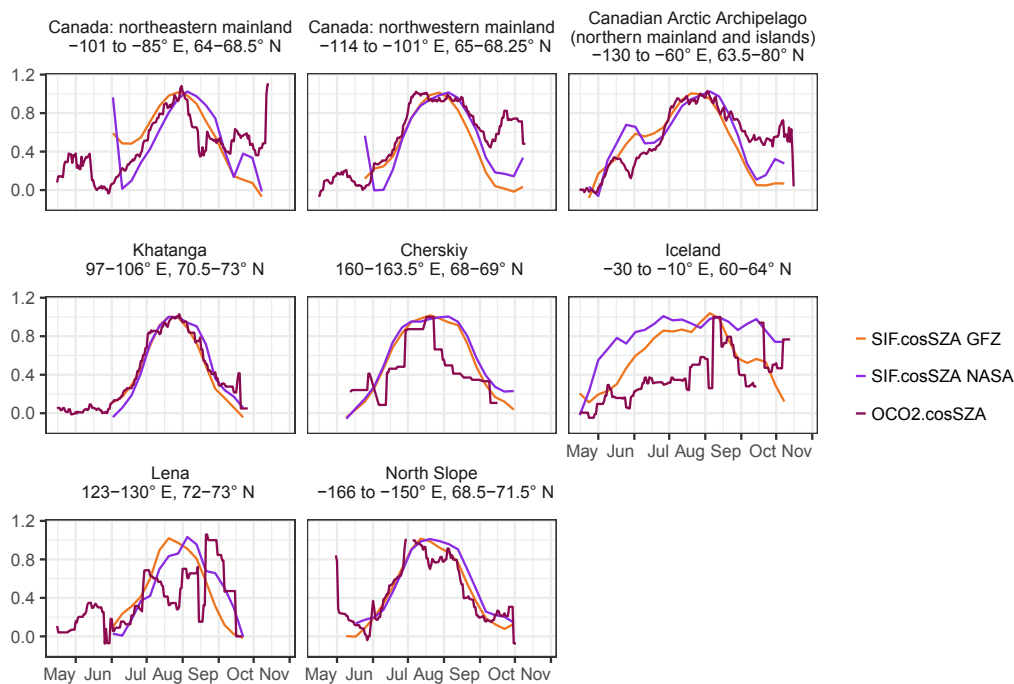 Canada: northeastern mainland
−101 to −85° E, 64−68.5° N
Canada: northwestern mainland
−114 to −101° E, 65−68.25° N
Canadian Arctic Archipelago
(northern mainland and islands)
−130 to −60° E, 63.5−80° N
1.2
0.8
0.4
0.0
Khatanga
97−106° E, 70.5−73° N
Cherskiy
160−163.5° E, 68−69° N
Iceland
−30 to −10° E, 60−64° N
1.2
0.8
0.4
0.0
May Jun Jul Aug Sep Oct Nov
SIF.cosSZA GFZ
SIF.cosSZA NASA
OCO2.cosSZA
Lena
123−130° E, 72−73° N
North Slope
−166 to −150° E, 68.5−71.5° N
1.2
0.8
0.4
0.0
May Jun Jul Aug Sep Oct Nov
May Jun Jul Aug Sep Oct Nov